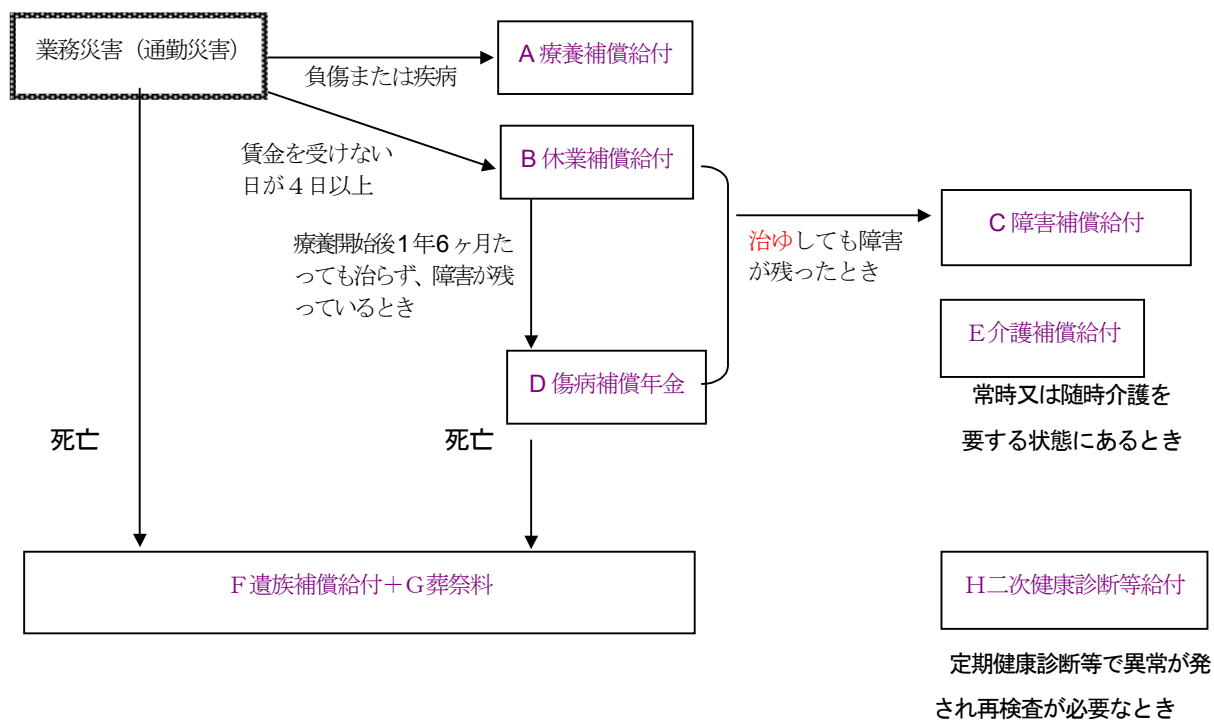 業務災害（通勤災害）
負傷または疾病
A 療養補償給付
賃金を受けない
日が４日以上
B 休業補償給付
療養開始後1年6ヶ月た
っても治らず、障害が残
っているとき
治ゆしても障害
が残ったとき
C 障害補償給付
E介護補償給付
常時又は随時介護を
要する状態にあるとき
D 傷病補償年金
死亡
死亡
F遺族補償給付＋G葬祭料
H二次健康診断等給付
定期健康診断等で異常が発
され再検査が必要なとき